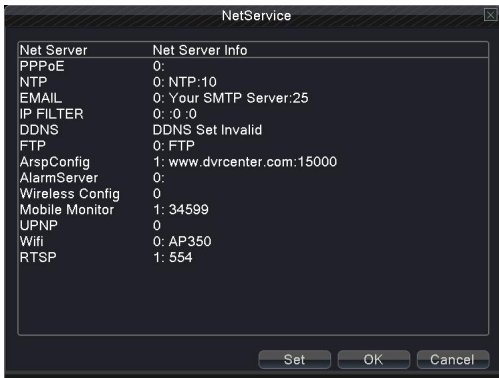 NetService
Net Server Net Server Info
PPPoE 0:
NTP 0: NTP:10
EMAIL 0: Your SMTP Server:25
IP FILTER 0: :0 :0
DDNS DDNS Set Invalid
FTP 0: FTP
ArspConfig 1: www.dvrcenter.com:15000
AlarmServer 0:
Wireless Config 0
Mobile Monitor 1: 34599
UPNP 0
Wifi 0: AP350
RTSP 1: 554
Set OK Cancel